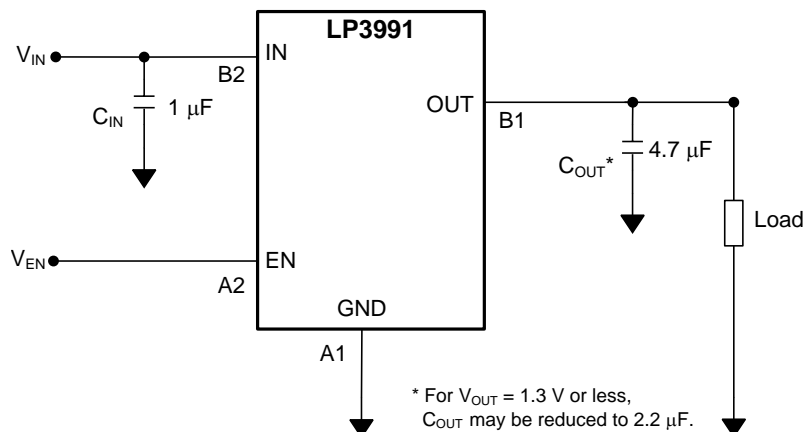 LP3991
V_IN
IN
B2
C_IN
1 μF
OUT
B1
C_OUT*
4.7 μF
Load
V_EN
EN
A2
GND
A1
* For V_OUT = 1.3 V or less,
C_OUT may be reduced to 2.2 μF.